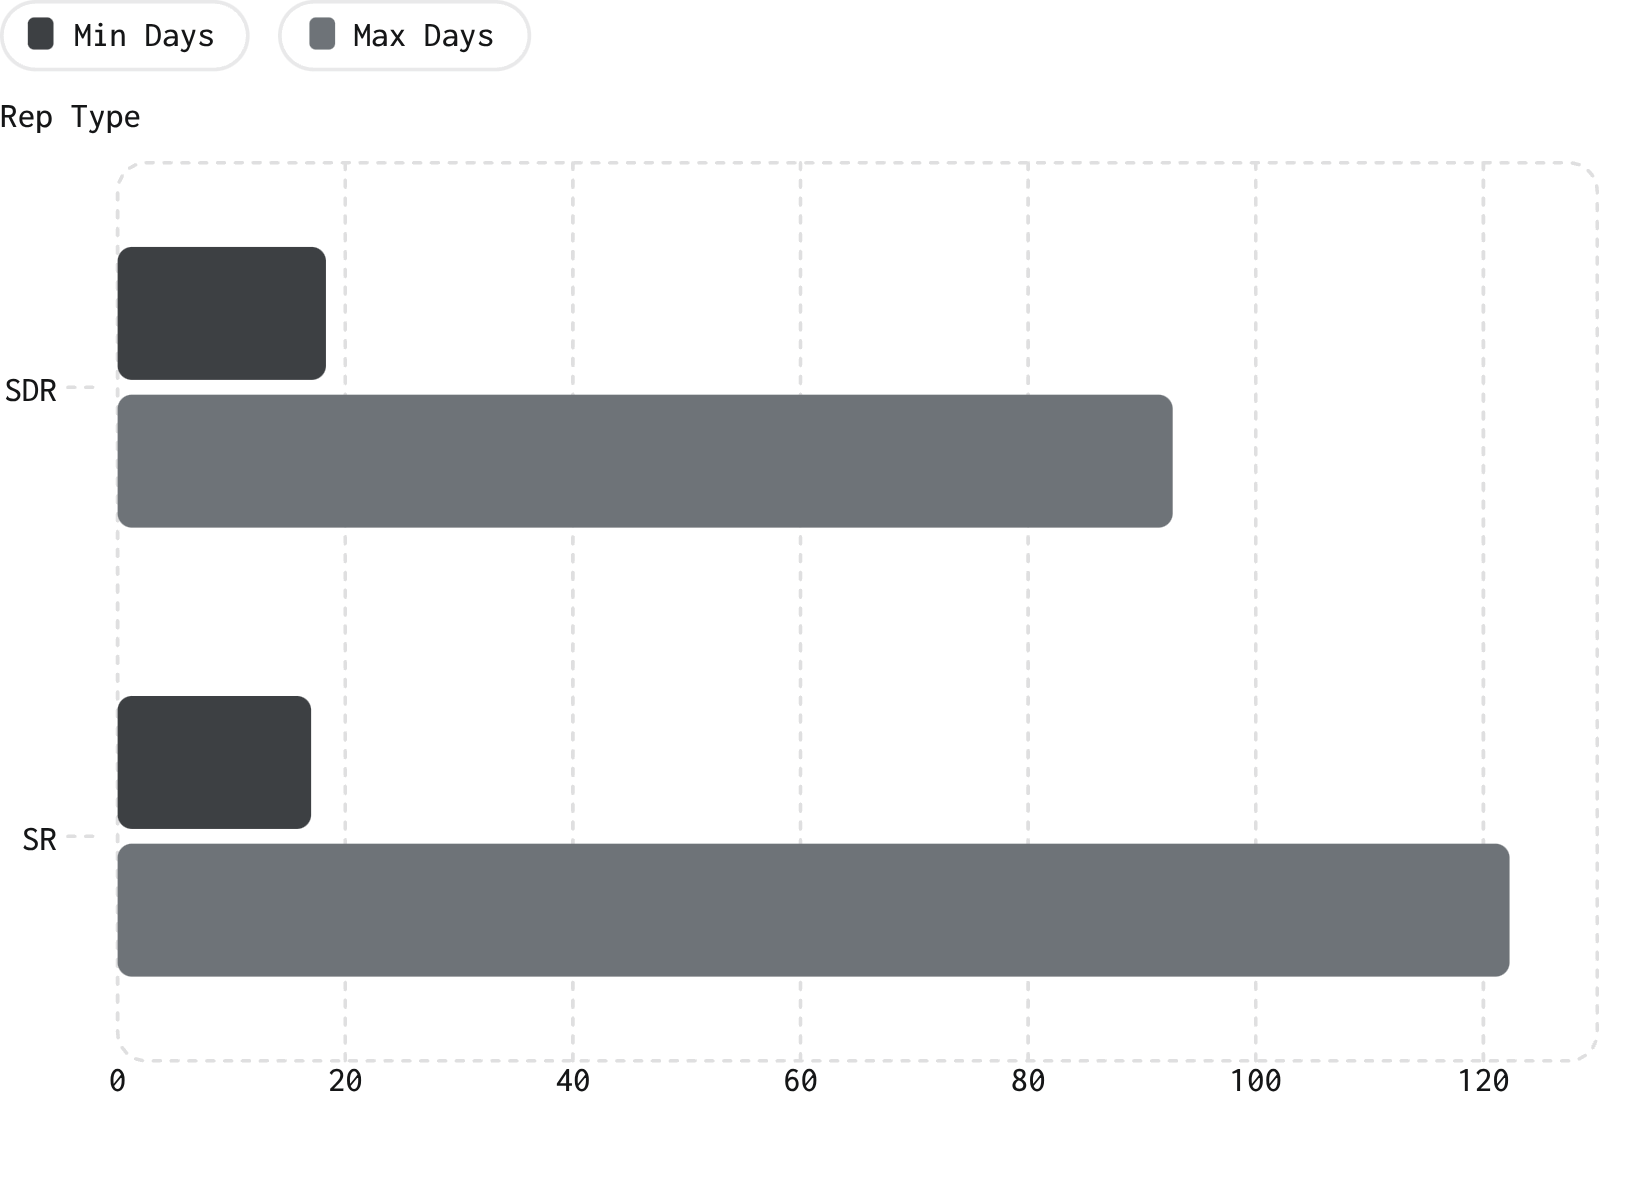 Min Days
Max Days
Rep Type
SDR
SR
0 20 40 60 80 100 120